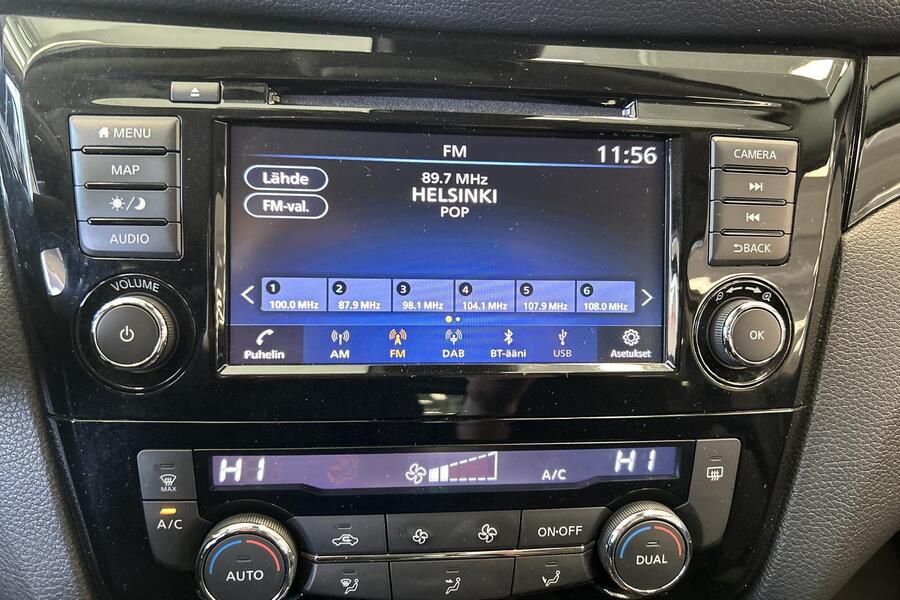 MENU
MAP
AUDIO
VOLUME
FM
11:56
Lähde
FM-val.
89.7 MHz
HELSINKI
POP
1 2 3 4 5 6
100.0 MHz 87.9 MHz 98.1 MHz 104.1 MHz 107.9 MHz 108.0 MHz
Puhelin AM FM DAB BT-ääni USB Asetukset
CAMERA
BACK
OK
HI A/C HI
MAX
A/C
ON·OFF
AUTO
DUAL